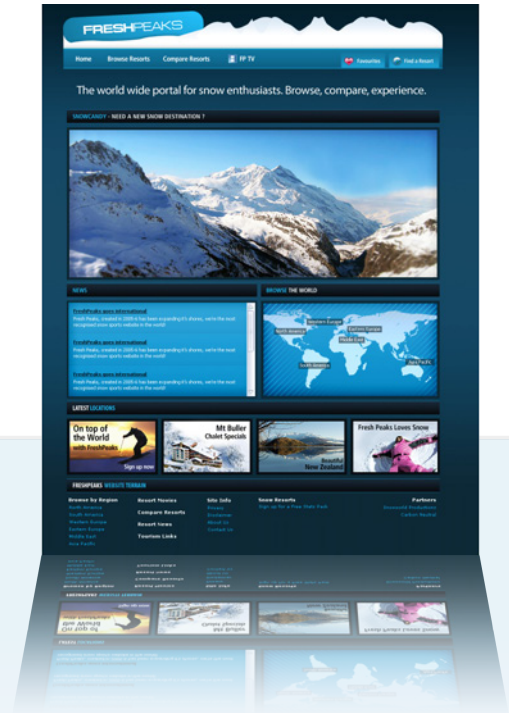 FRESHPEAKS
Home Browse Resorts Compare Resorts FP TV Favourites Find a Resort
The world wide portal for snow enthusiasts. Browse, compare, experience.
SNOWCANDY - NEED A NEW SNOW DESTINATION ?
NEWS
FreshPeaks goes international
Fresh Peaks, created in 2009 it has been expanding it's shores, we're the most
recognised snow sports website in the world!
FreshPeaks goes international
Fresh Peaks, created in 2009 it has been expanding it's shores, we're the most
recognised snow sports website in the world!
FreshPeaks goes international
Fresh Peaks, created in 2009 it has been expanding it's shores, we're the most
recognised snow sports website in the world!
BROWSE THE WORLD
Western Europe
North America
Eastern Europe
Middle East
Asia Pacific
South America
LATEST LOCATIONS
On top of
the World
with FreshPeaks
Sign up now
Mt Buller
Chalet Specials
Beautiful
New Zealand
Fresh Peaks Loves Snow
FRESHPEAKS WEBSITE TERRAIN
Browse by Region
North America
South America
Western Europe
Eastern Europe
Middle East
Asia Pacific
Resort Movies
Compare Resorts
Resort News
Tourism Links
Site Info
Privacy
Disclaimer
About Us
Contact Us
Snow Resorts
Sign up for a Free Stats Pack
Partners
Carbon Neutral